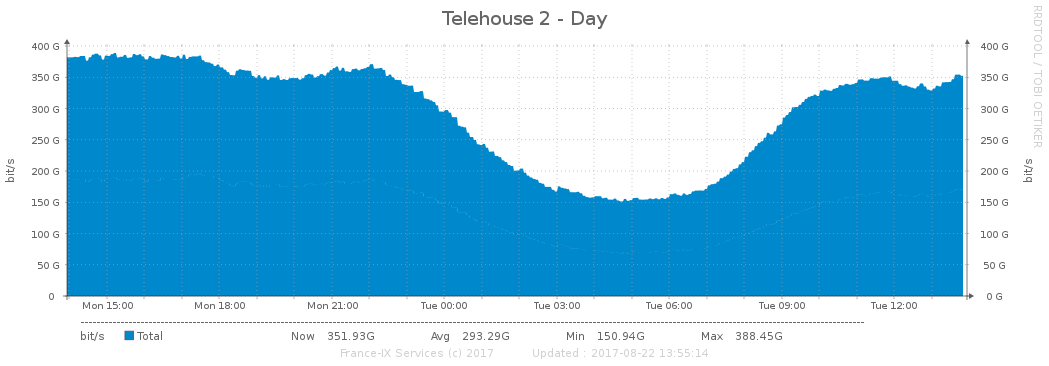 Telehouse 2 - Day
RRDTOOL / TOBI OETIKER
400 G 400 G
350 G 350 G
300 G 300 G
250 G 250 G
200 G 200 G
150 G 150 G
100 G 100 G
50 G 50 G
0 0 G
bit/s bit/s
Mon 15:00 Mon 18:00 Mon 21:00 Tue 00:00 Tue 03:00 Tue 06:00 Tue 09:00 Tue 12:00
bit/s Total Now 351.93G Avg 293.29G Min 150.94G Max 388.45G
France-IX Services (c) 2017 Updated : 2017-08-22 13:55:14